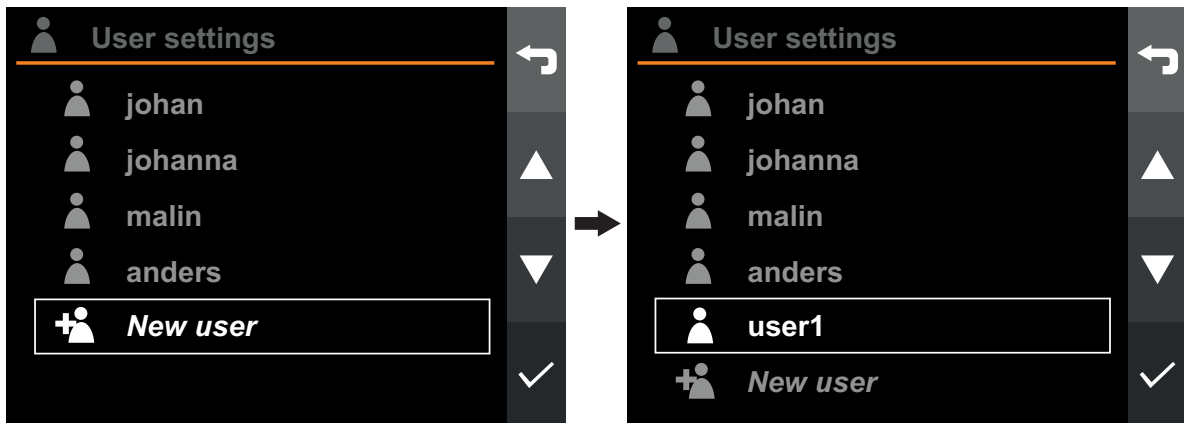 User settings
johan
johanna
malin
anders
New user
User settings
johan
johanna
malin
anders
user1
New user